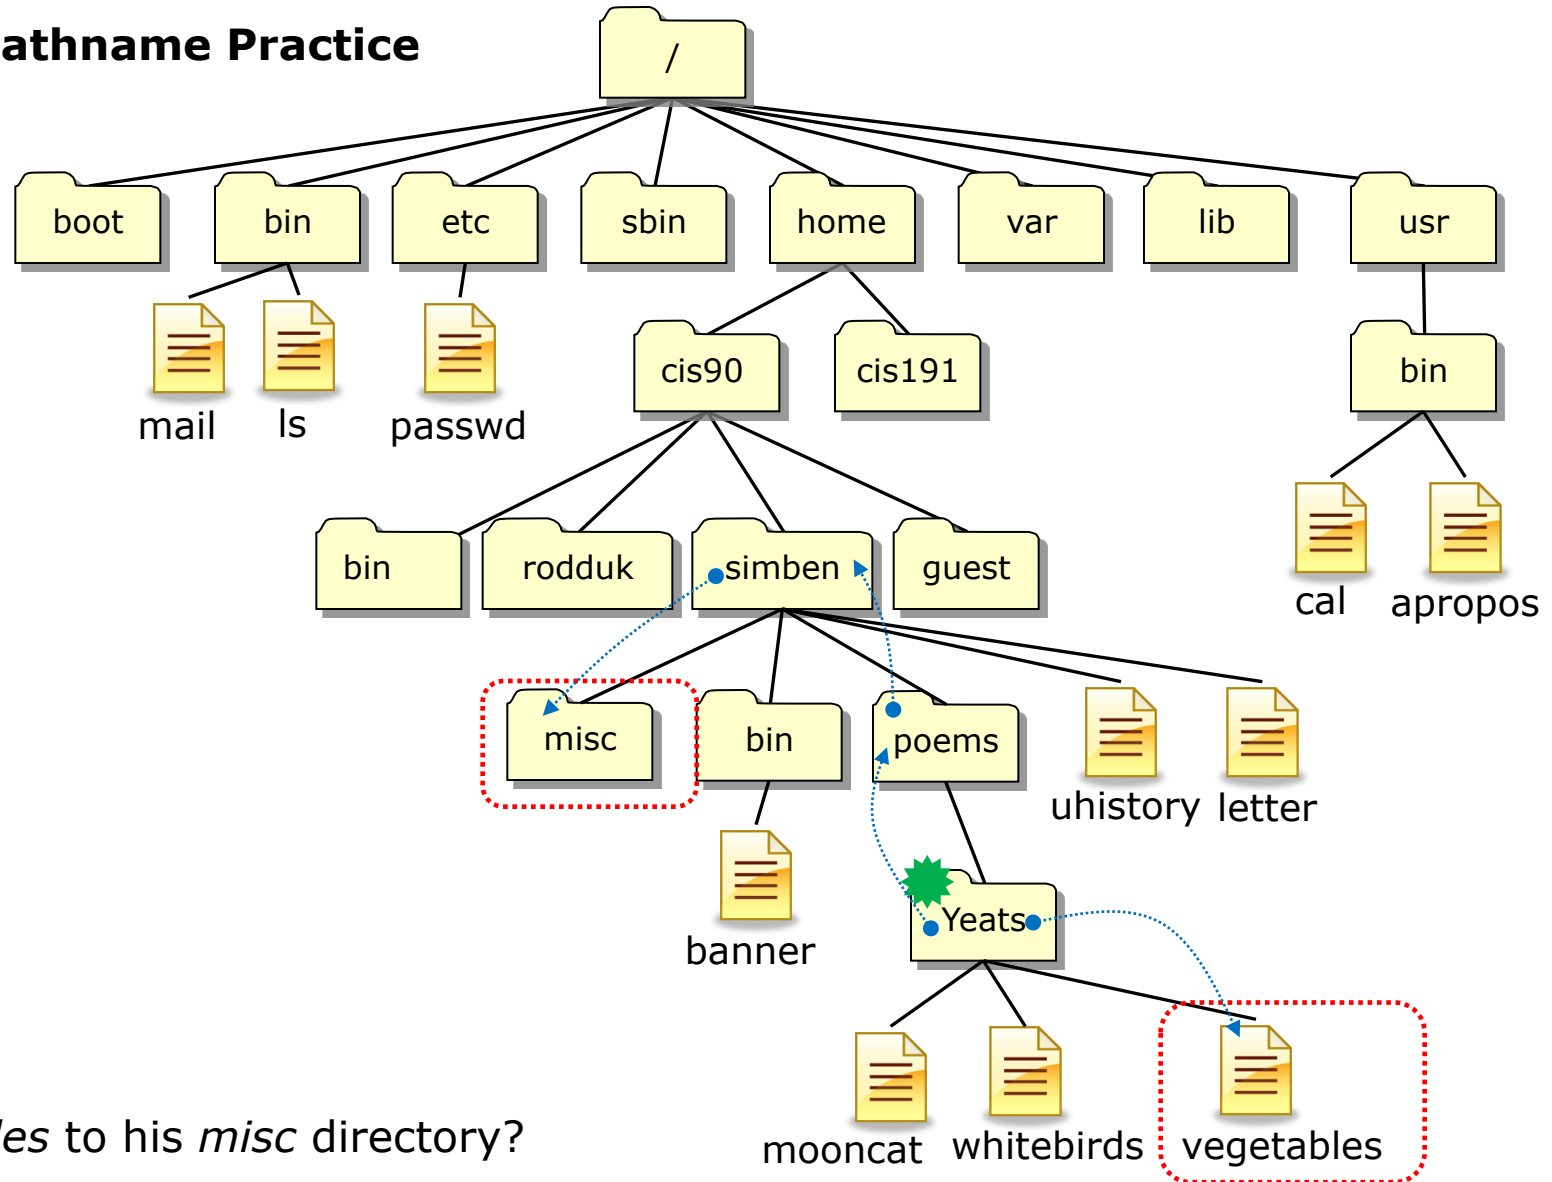 athname Practice
/
boot bin etc sbin home var lib usr
mail ls passwd
cis90 cis191 bin
bin rodduk simben guest
cal apropos
misc bin poems
uhistory letter
banner
Yeats
mooncat whitebirds vegetables
les to his misc directory?